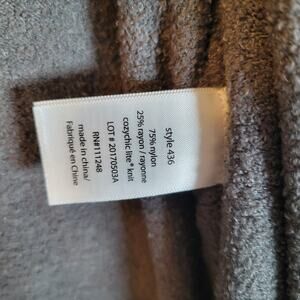 style 436
75% nylon
25% rayon / rayonne
cozychic lite® knit
LOT # 20170503A
RN#111248
made in china/
Fabriqué en Chine